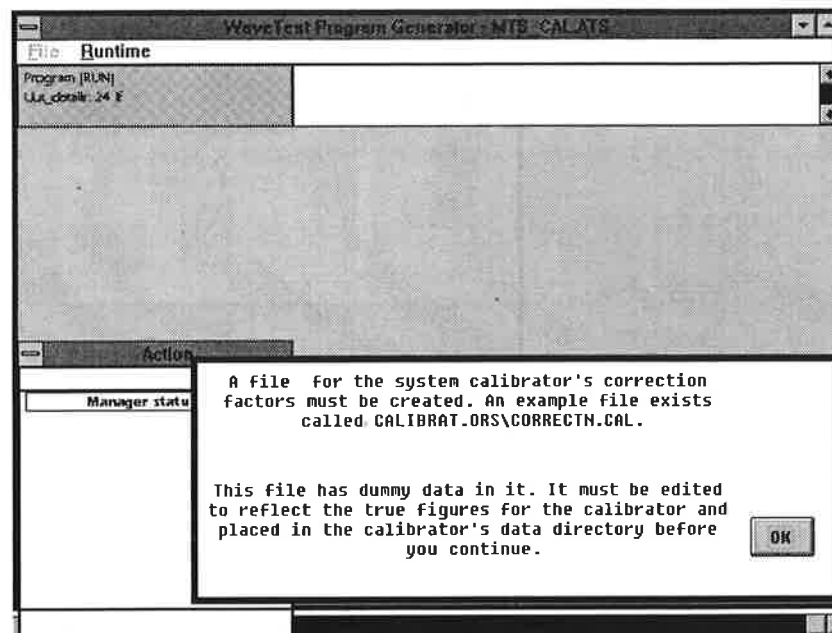 WaveTest Program Generator - MTS_CAL.ATS
File Runtime
Program [RUN]
Action
Manager statu
A file for the system calibrator's correction
factors must be created. An example file exists
called CALIBRAT.ORS\CORRECTN.CAL.
This file has dummy data in it. It must be edited
to reflect the true figures for the calibrator and
placed in the calibrator's data directory before
you continue.
OK